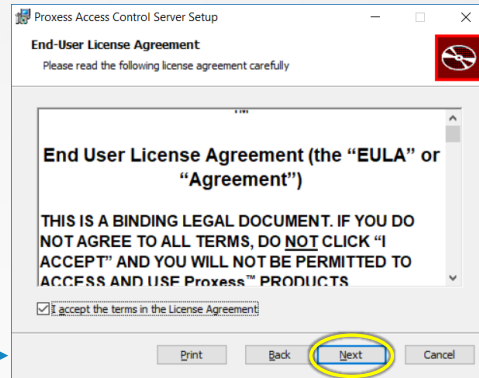 Proxess Access Control Server Setup
End-User License Agreement
Please read the following license agreement carefully
End User License Agreement (the “EULA” or
“Agreement”)
THIS IS A BINDING LEGAL DOCUMENT. IF YOU DO
NOT AGREE TO ALL TERMS, DO NOT CLICK “I
ACCEPT” AND YOU WILL NOT BE PERMITTED TO
ACCESS AND USE Proxess™ PRODUCTS
I accept the terms in the License Agreement
Print Back Next Cancel